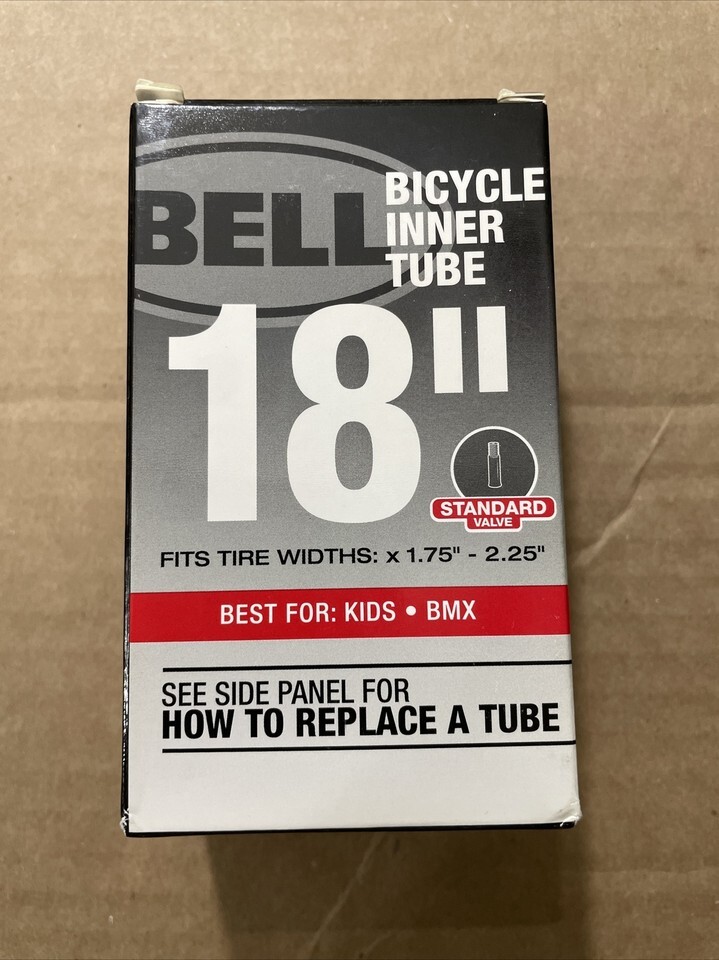 BELL
BICYCLE
INNER
TUBE
18"
STANDARD
VALVE
FITS TIRE WIDTHS: x 1.75" - 2.25"
BEST FOR: KIDS • BMX
SEE SIDE PANEL FOR
HOW TO REPLACE A TUBE